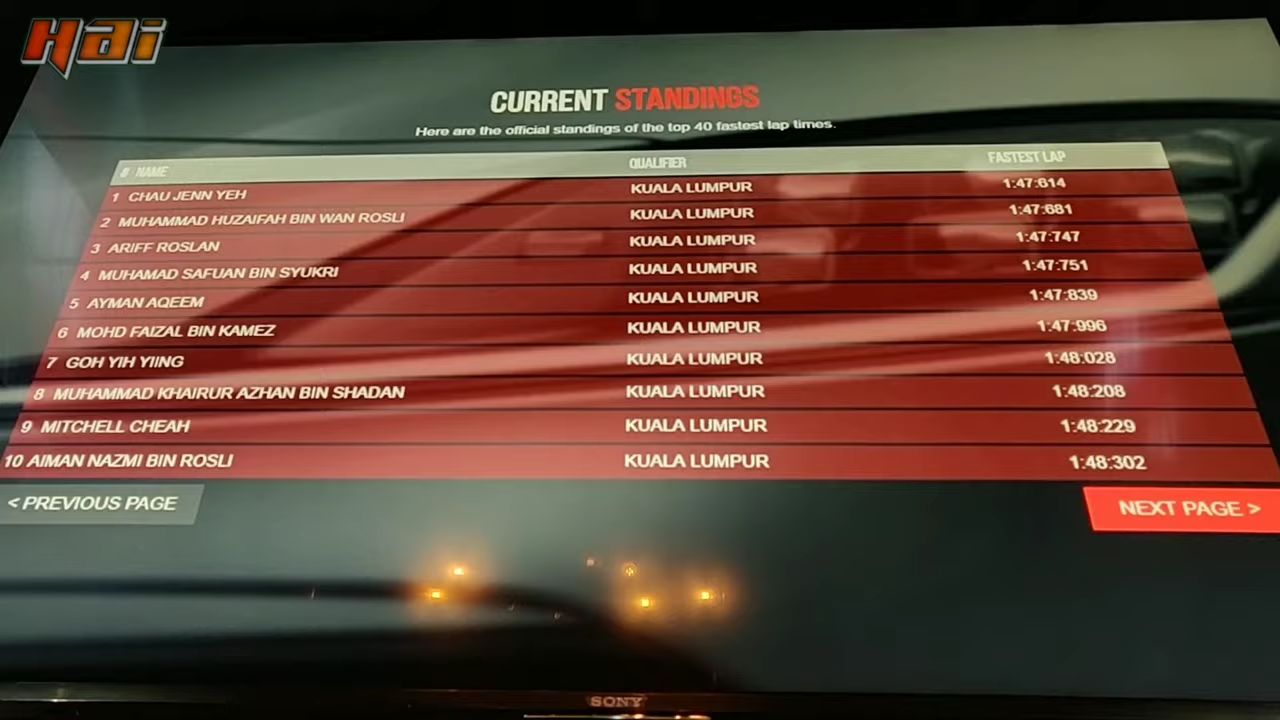 Hai
CURRENT STANDINGS
Here are the official standings of the top 40 fastest lap times.
# NAME QUALIFIER FASTEST LAP
1 CHAU JENN YEH KUALA LUMPUR 1:47:614
2 MUHAMMAD HUZAIFAH BIN WAN ROSLI KUALA LUMPUR 1:47:681
3 ARIFF ROSLAN KUALA LUMPUR 1:47:747
4 MUHAMAD SAFUAN BIN SYUKRI KUALA LUMPUR 1:47:751
5 AYMAN AQEEM KUALA LUMPUR 1:47:839
6 MOHD FAIZAL BIN KAMEZ KUALA LUMPUR 1:47:996
7 GOH YIH YIING KUALA LUMPUR 1:48:028
8 MUHAMMAD KHAIRUR AZHAN BIN SHADAN KUALA LUMPUR 1:48:208
9 MITCHELL CHEAH KUALA LUMPUR 1:48:229
10 AIMAN NAZMI BIN ROSLI KUALA LUMPUR 1:48:302
< PREVIOUS PAGE NEXT PAGE >
SONY